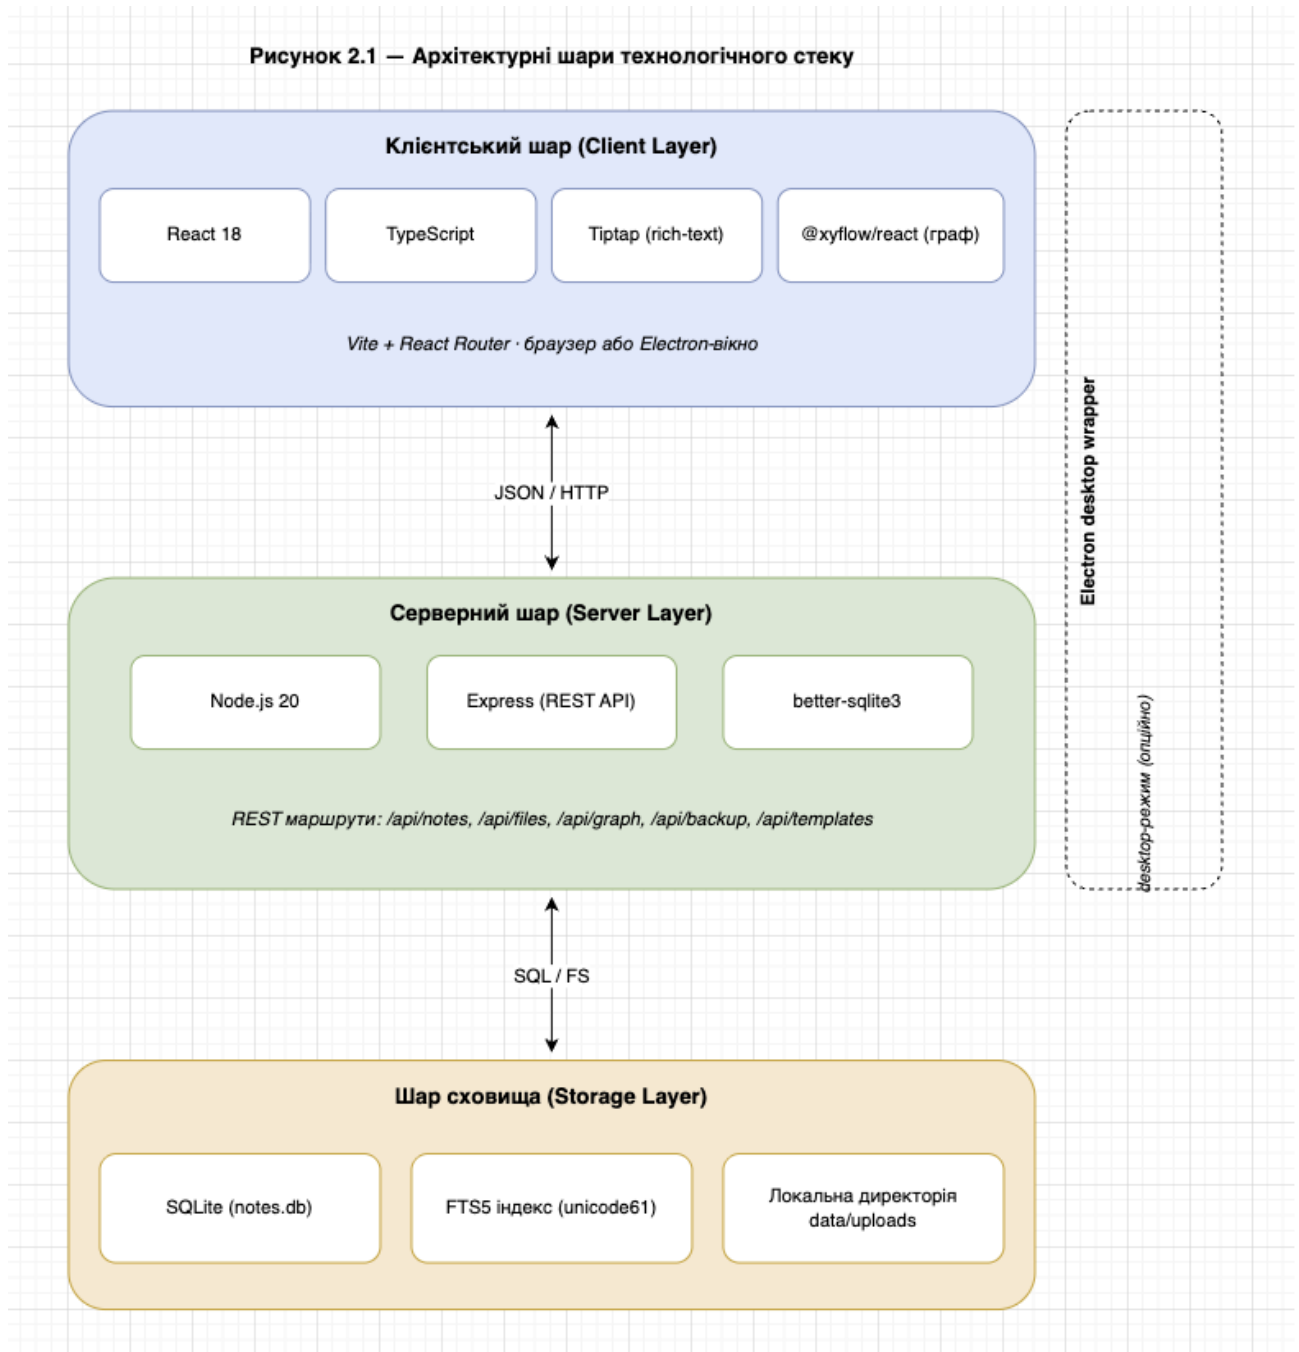 Рисунок 2.1 — Архітектурні шари технологічного стеку
Клієнтський шар (Client Layer)
React 18
TypeScript
Tiptap (rich-text)
@xyflow/react (граф)
Vite + React Router · браузер або Electron-вікно
JSON / HTTP
Серверний шар (Server Layer)
Node.js 20
Express (REST API)
better-sqlite3
REST маршрути: /api/notes, /api/files, /api/graph, /api/backup, /api/templates
SQL / FS
Шар сховища (Storage Layer)
SQLite (notes.db)
FTS5 індекс (unicode61)
Локальна директорія
data/uploads
Electron desktop wrapper
desktop-режим (опційно)